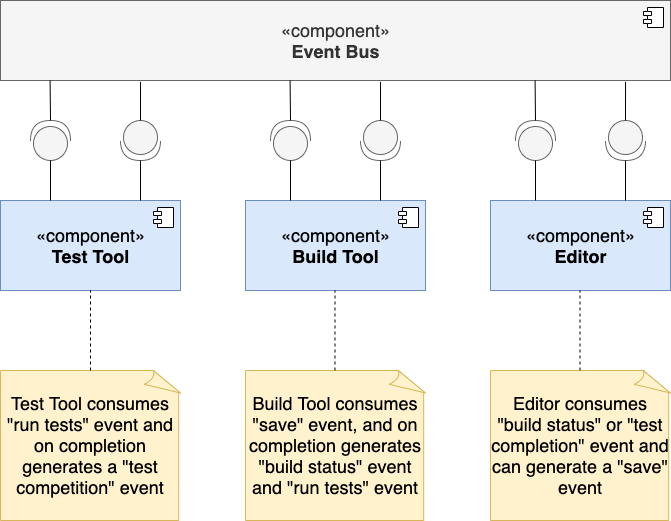 «component»
Event Bus
«component»
Test Tool
«component»
Build Tool
«component»
Editor
Test Tool consumes
"run tests" event and
on completion
generates a "test
competition" event
Build Tool consumes
"save" event, and on
completion generates
"build status" event
and "run tests" event
Editor consumes
"build status" or "test
completion" event and
can generate a "save"
event